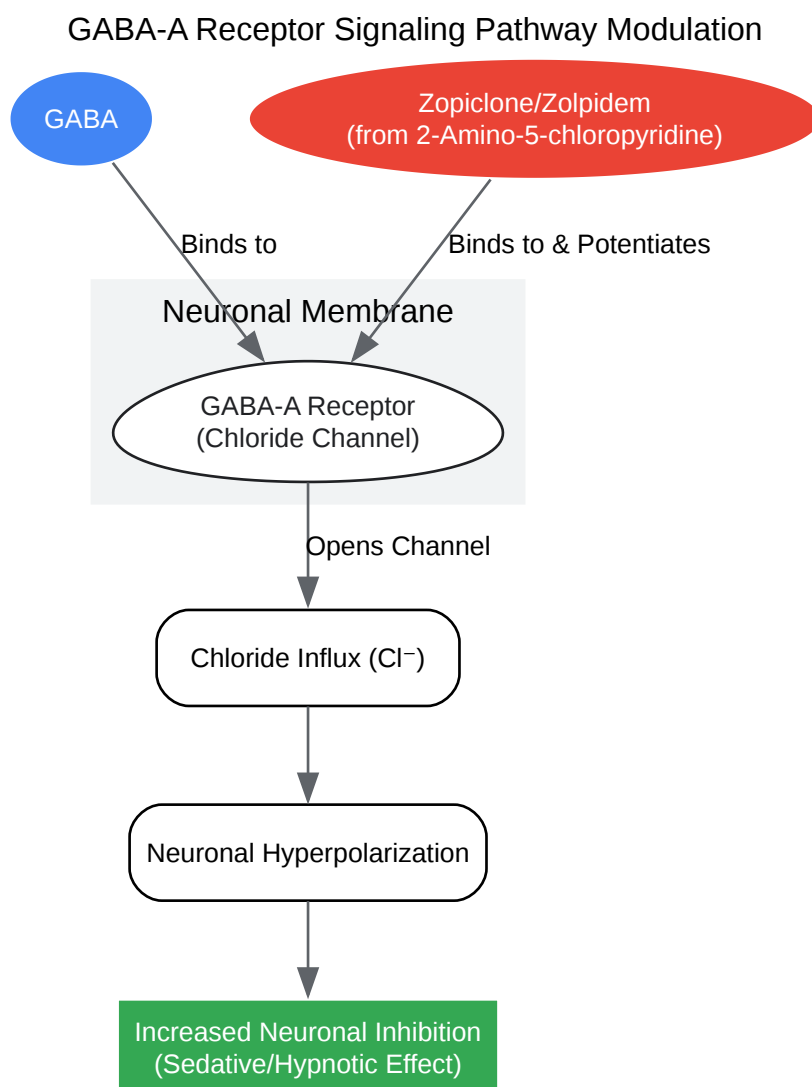 GABA-A Receptor Signaling Pathway Modulation
GABA
Zopiclone/Zolpidem
(from 2-Amino-5-chloropyridine)
Binds to
Binds to & Potentiates
Neuronal Membrane
GABA-A Receptor
(Chloride Channel)
Opens Channel
Chloride Influx (Cl⁻)
Neuronal Hyperpolarization
Increased Neuronal Inhibition
(Sedative/Hypnotic Effect)